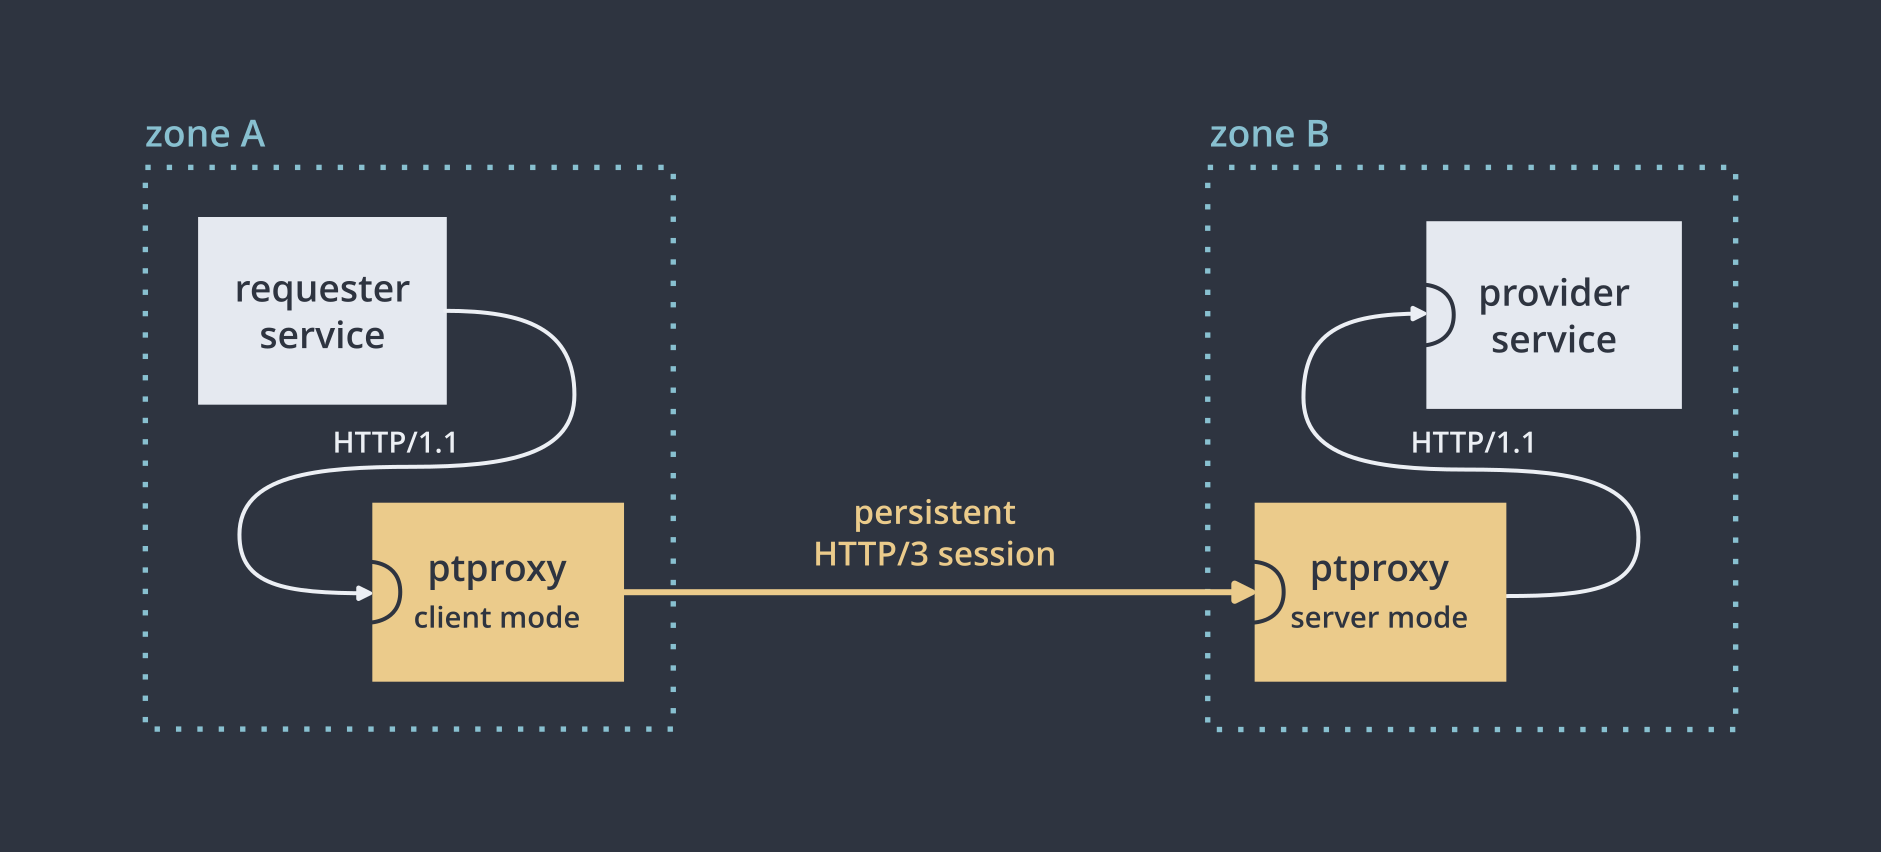 zone A
requester
service
HTTP/1.1
ptproxy
client mode
persistent
HTTP/3 session
zone B
provider
service
HTTP/1.1
ptproxy
server mode